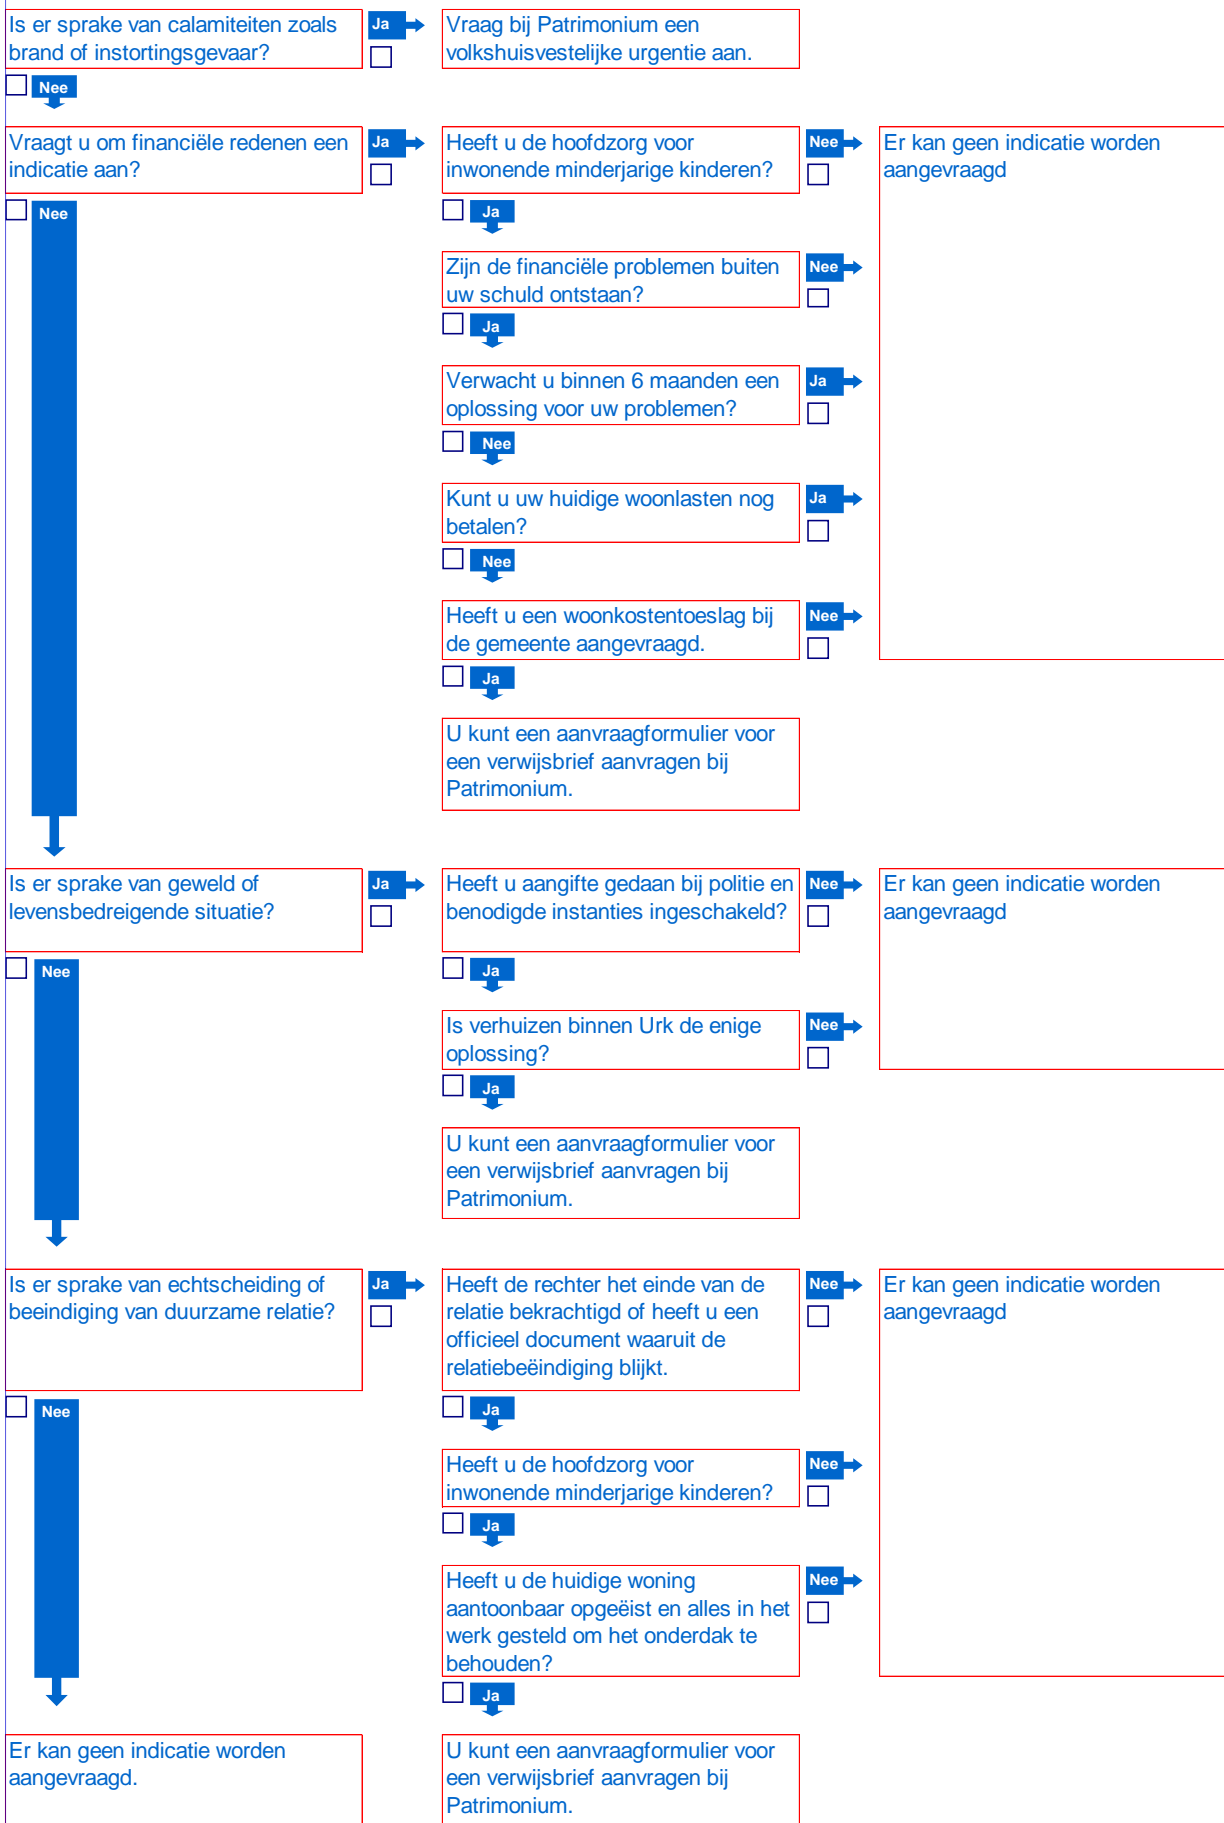 Is er sprake van calamiteiten zoals
brand of instortingsgevaar?
Ja
Vraag bij Patrimonium een
volkshuisvestelijke urgentie aan.
Nee
Vraagt u om financiële redenen een
indicatie aan?
Ja
Heeft u de hoofdzorg voor
inwonende minderjarige kinderen?
Nee
Er kan geen indicatie worden
aangevraagd
Nee
Ja
Zijn de financiële problemen buiten
uw schuld ontstaan?
Nee
Ja
Verwacht u binnen 6 maanden een
oplossing voor uw problemen?
Ja
Nee
Kunt u uw huidige woonlasten nog
betalen?
Ja
Nee
Heeft u een woonkostentoeslag bij
de gemeente aangevraagd.
Nee
Ja
U kunt een aanvraagformulier voor
een verwijsbrief aanvragen bij
Patrimonium.
Is er sprake van geweld of
levensbedreigende situatie?
Ja
Heeft u aangifte gedaan bij politie en
benodigde instanties ingeschakeld?
Nee
Er kan geen indicatie worden
aangevraagd
Nee
Ja
Is verhuizen binnen Urk de enige
oplossing?
Nee
Ja
U kunt een aanvraagformulier voor
een verwijsbrief aanvragen bij
Patrimonium.
Is er sprake van echtscheiding of
beeindiging van duurzame relatie?
Ja
Heeft de rechter het einde van de
relatie bekrachtigd of heeft u een
officieel document waaruit de
relatiebeëindiging blijkt.
Nee
Er kan geen indicatie worden
aangevraagd
Nee
Ja
Heeft u de hoofdzorg voor
inwonende minderjarige kinderen?
Nee
Ja
Heeft u de huidige woning
aantoonbaar opgeëist en alles in het
werk gesteld om het onderdak te
behouden?
Nee
Ja
Er kan geen indicatie worden
aangevraagd.
U kunt een aanvraagformulier voor
een verwijsbrief aanvragen bij
Patrimonium.